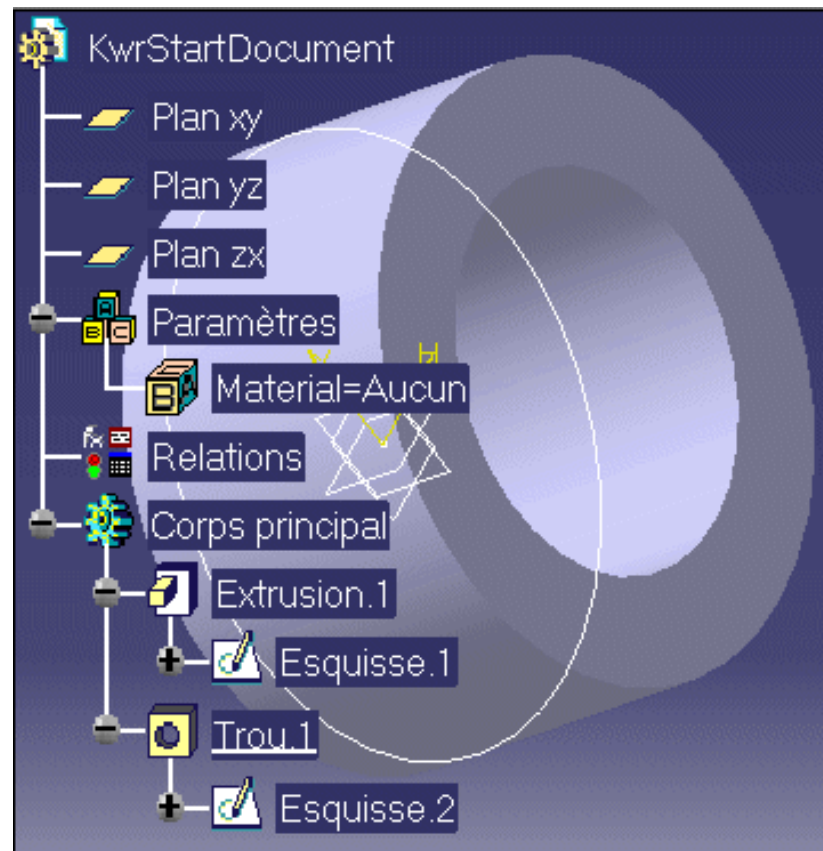 KwrStartDocument
Plan xy
Plan yz
Plan zx
Paramètres
Material=Aucun
Relations
Corps principal
Extrusion.1
Esquisse.1
Trou.1
Esquisse.2